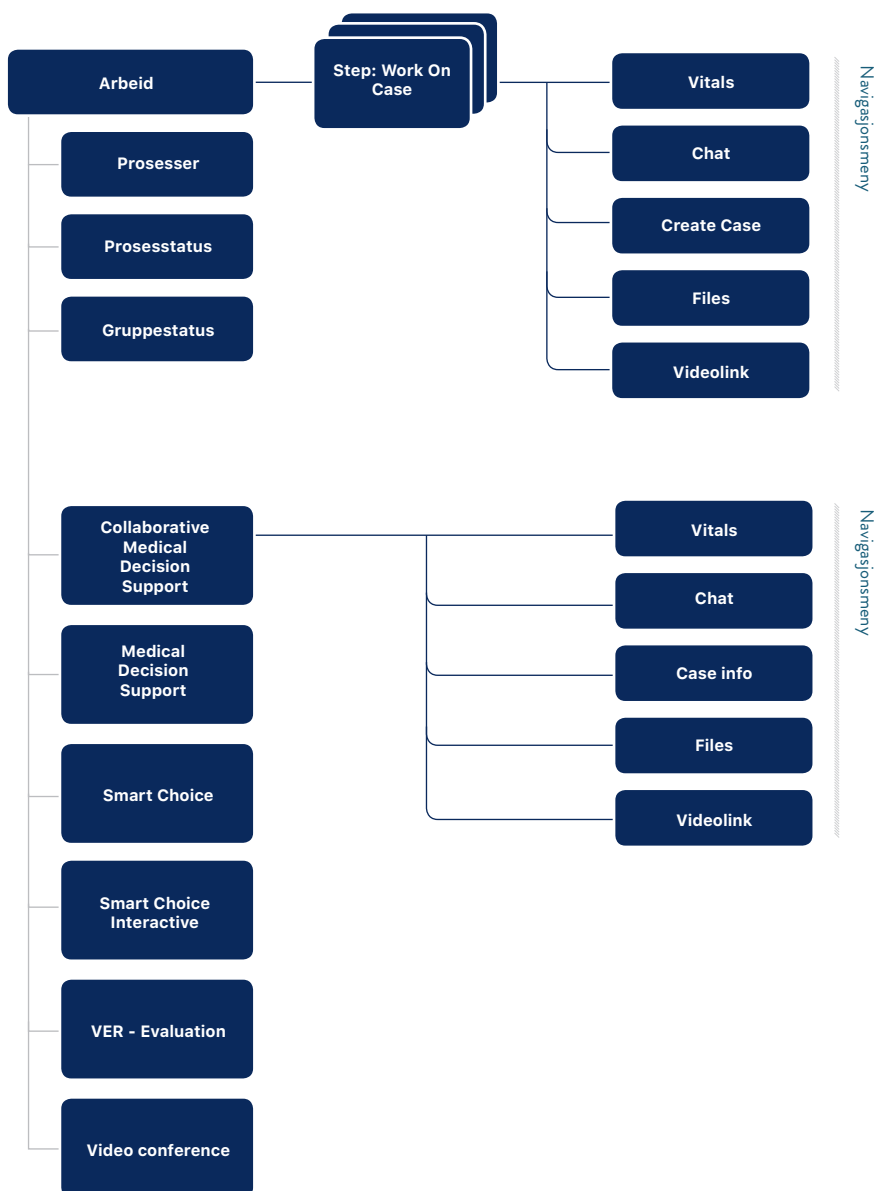 Arbeid
Step: Work On
Case
Vitals
Chat
Create Case
Files
Videolink
Navigasjonsmeny
Prosesser
Prosesstatus
Gruppestatus
Collaborative
Medical
Decision
Support
Medical
Decision
Support
Smart Choice
Smart Choice
Interactive
VER - Evaluation
Video conference
Vitals
Chat
Case info
Files
Videolink
Navigasjonsmeny